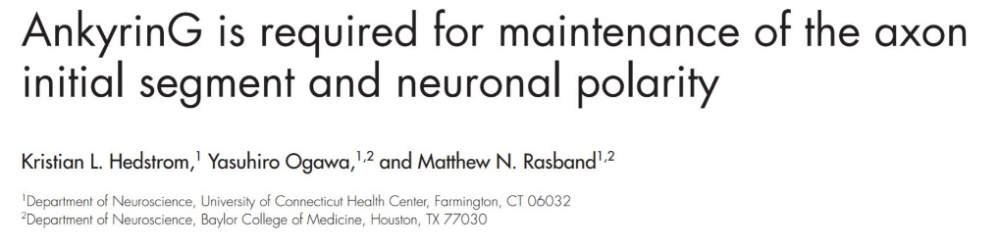 AnkyrinG is required for maintenance of the axon
initial segment and neuronal polarity
Kristian L. Hedstrom,¹ Yasuhiro Ogawa,¹,² and Matthew N. Rasband¹,²
¹Department of Neuroscience, University of Connecticut Health Center, Farmington, CT 06032
²Department of Neuroscience, Baylor College of Medicine, Houston, TX 77030